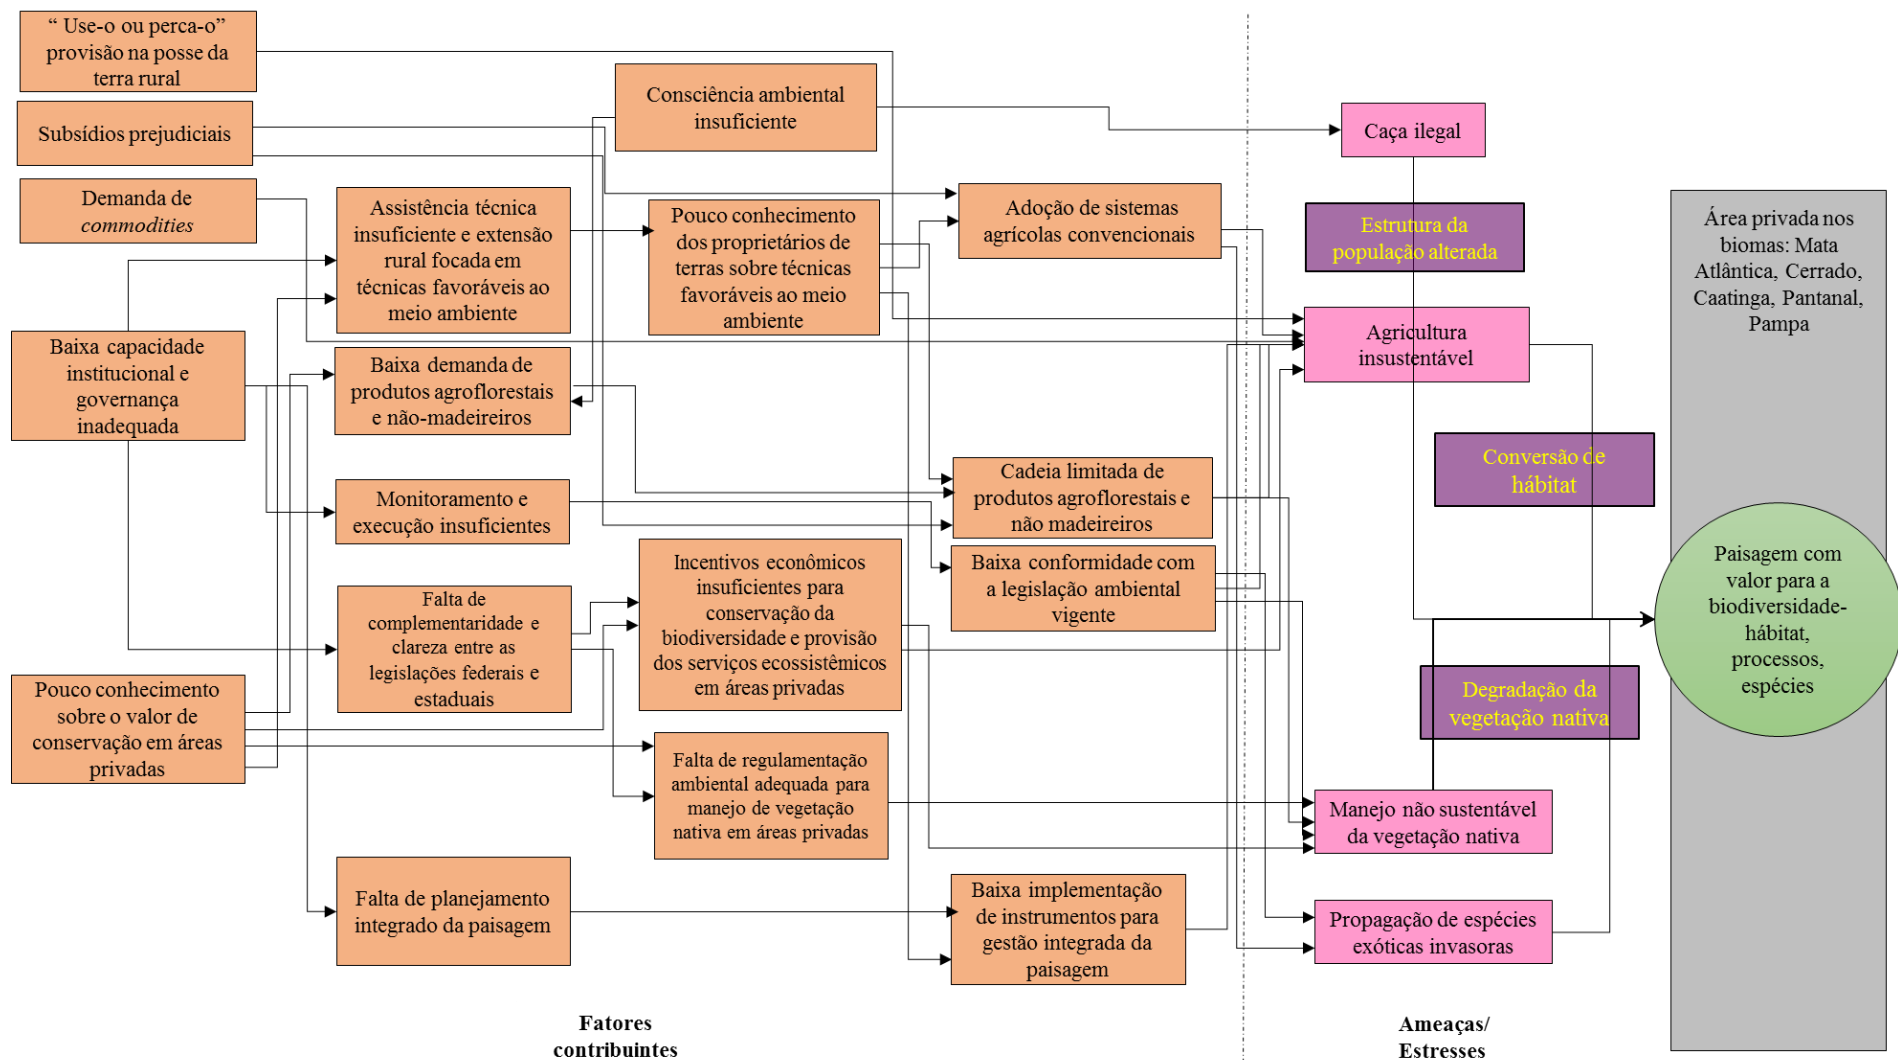 “ Use-o ou perca-o”
provisão na posse da
terra rural
Subsídios prejudiciais
Demanda de
commodities
Baixa capacidade
institucional e
governança
inadequada
Pouco conhecimento
sobre o valor de
conservação em áreas
privadas
Assistência técnica
insuficiente e extensão
rural focada em
técnicas favoráveis ao
meio ambiente
Baixa demanda de
produtos agroflorestais
e não-madeireiros
Monitoramento e
execução insuficientes
Falta de
complementaridade e
clareza entre as
legislações federais e
estaduais
Falta de planejamento
integrado da paisagem
Consciência ambiental
insuficiente
Pouco conhecimento
dos proprietários de
terras sobre técnicas
favoráveis ao meio
ambiente
Incentivos econômicos
insuficientes para
conservação da
biodiversidade e provisão
dos serviços ecossistêmicos
em áreas privadas
Falta de regulamentação
ambiental adequada para
manejo de vegetação
nativa em áreas privadas
Adoção de sistemas
agrícolas convencionais
Cadeia limitada de
produtos agroflorestais e
não madeireiros
Baixa conformidade com
a legislação ambiental
vigente
Baixa implementação
de instrumentos para
gestão integrada da
paisagem
Caça ilegal
Estrutura da
população alterada
Agricultura
insustentável
Conversão de
hábitat
Degradação da
vegetação nativa
Manejo não sustentável
da vegetação nativa
Propagação de espécies
exóticas invasoras
Área privada nos
biomas: Mata
Atlântica, Cerrado,
Caatinga, Pantanal,
Pampa
Paisagem com
valor para a
biodiversidade-
hábitat,
processos,
espécies
Fatores
contribuintes
Ameaças/
Estresses